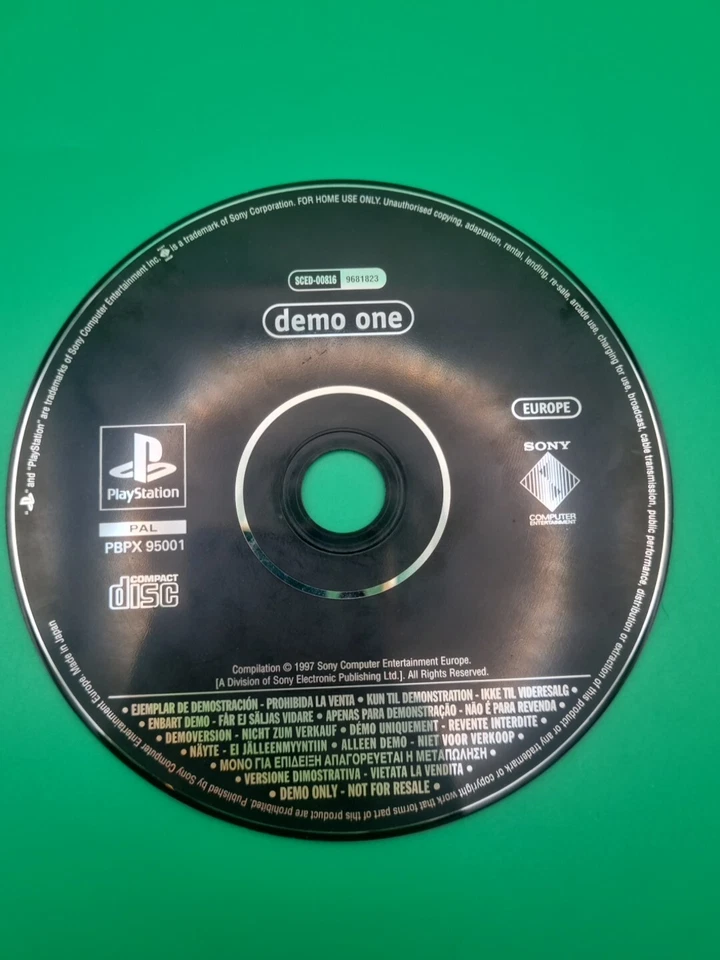 SCED-00816 9681823
demo one
EUROPE
SONY
COMPUTER
ENTERTAINMENT
PlayStation
PAL
PBPX 95001
COMPACT
disc
Compilation © 1997 Sony Computer Entertainment Europe.
[A Division of Sony Electronic Publishing Ltd.]. All Rights Reserved.
• EJEMPLAR DE DEMOSTRACIÓN - PROHIBIDA LA VENTA • KUN TIL DEMONSTRATION - IKKE TIL VIDERESALG •
• ENBART DEMO - FÅR EJ SÄLJAS VIDARE • APENAS PARA DEMONSTRAÇÃO - NÃO É PARA REVENDA •
• DEMOVERSION - NICHT ZUM VERKAUF • DÉMO UNIQUEMENT - REVENTE INTERDITE •
• NÄYTE - EI JÄLLEENMYYNTIIN • ALLEEN DEMO - NIET VOOR VERKOOP •
• ΜΟΝΟ ΓΙΑ ΕΠΙΔΕΙΞΗ ΑΠΑΓΟΡΕΥΕΤΑΙ Η ΜΕΤΑΠΩΛΗΣΗ •
• VERSIONE DIMOSTRATIVA - VIETATA LA VENDITA •
• DEMO ONLY - NOT FOR RESALE •
" and "PlayStation" are trademarks of Sony Computer Entertainment Inc. is a trademark of Sony Corporation. FOR HOME USE ONLY. Unauthorised copying, adaptation, rental, lending, re-sale, arcade use, charging for use, broadcast, cable transmission, public performance, distribution or extraction of this product or any trademark or copyright work that forms part of this product are prohibited. Published by Sony Computer Entertainment Europe. Made in Japan